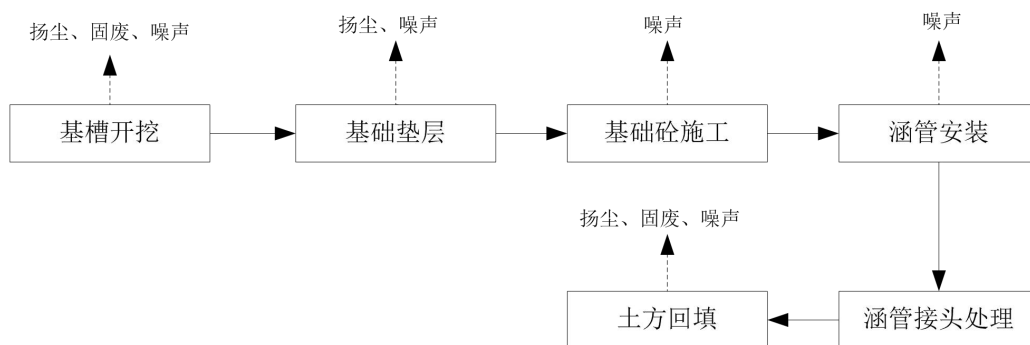 扬尘、固废、噪声
扬尘、噪声
噪声
噪声
基槽开挖
基础垫层
基础砼施工
涵管安装
扬尘、固废、噪声
土方回填
涵管接头处理